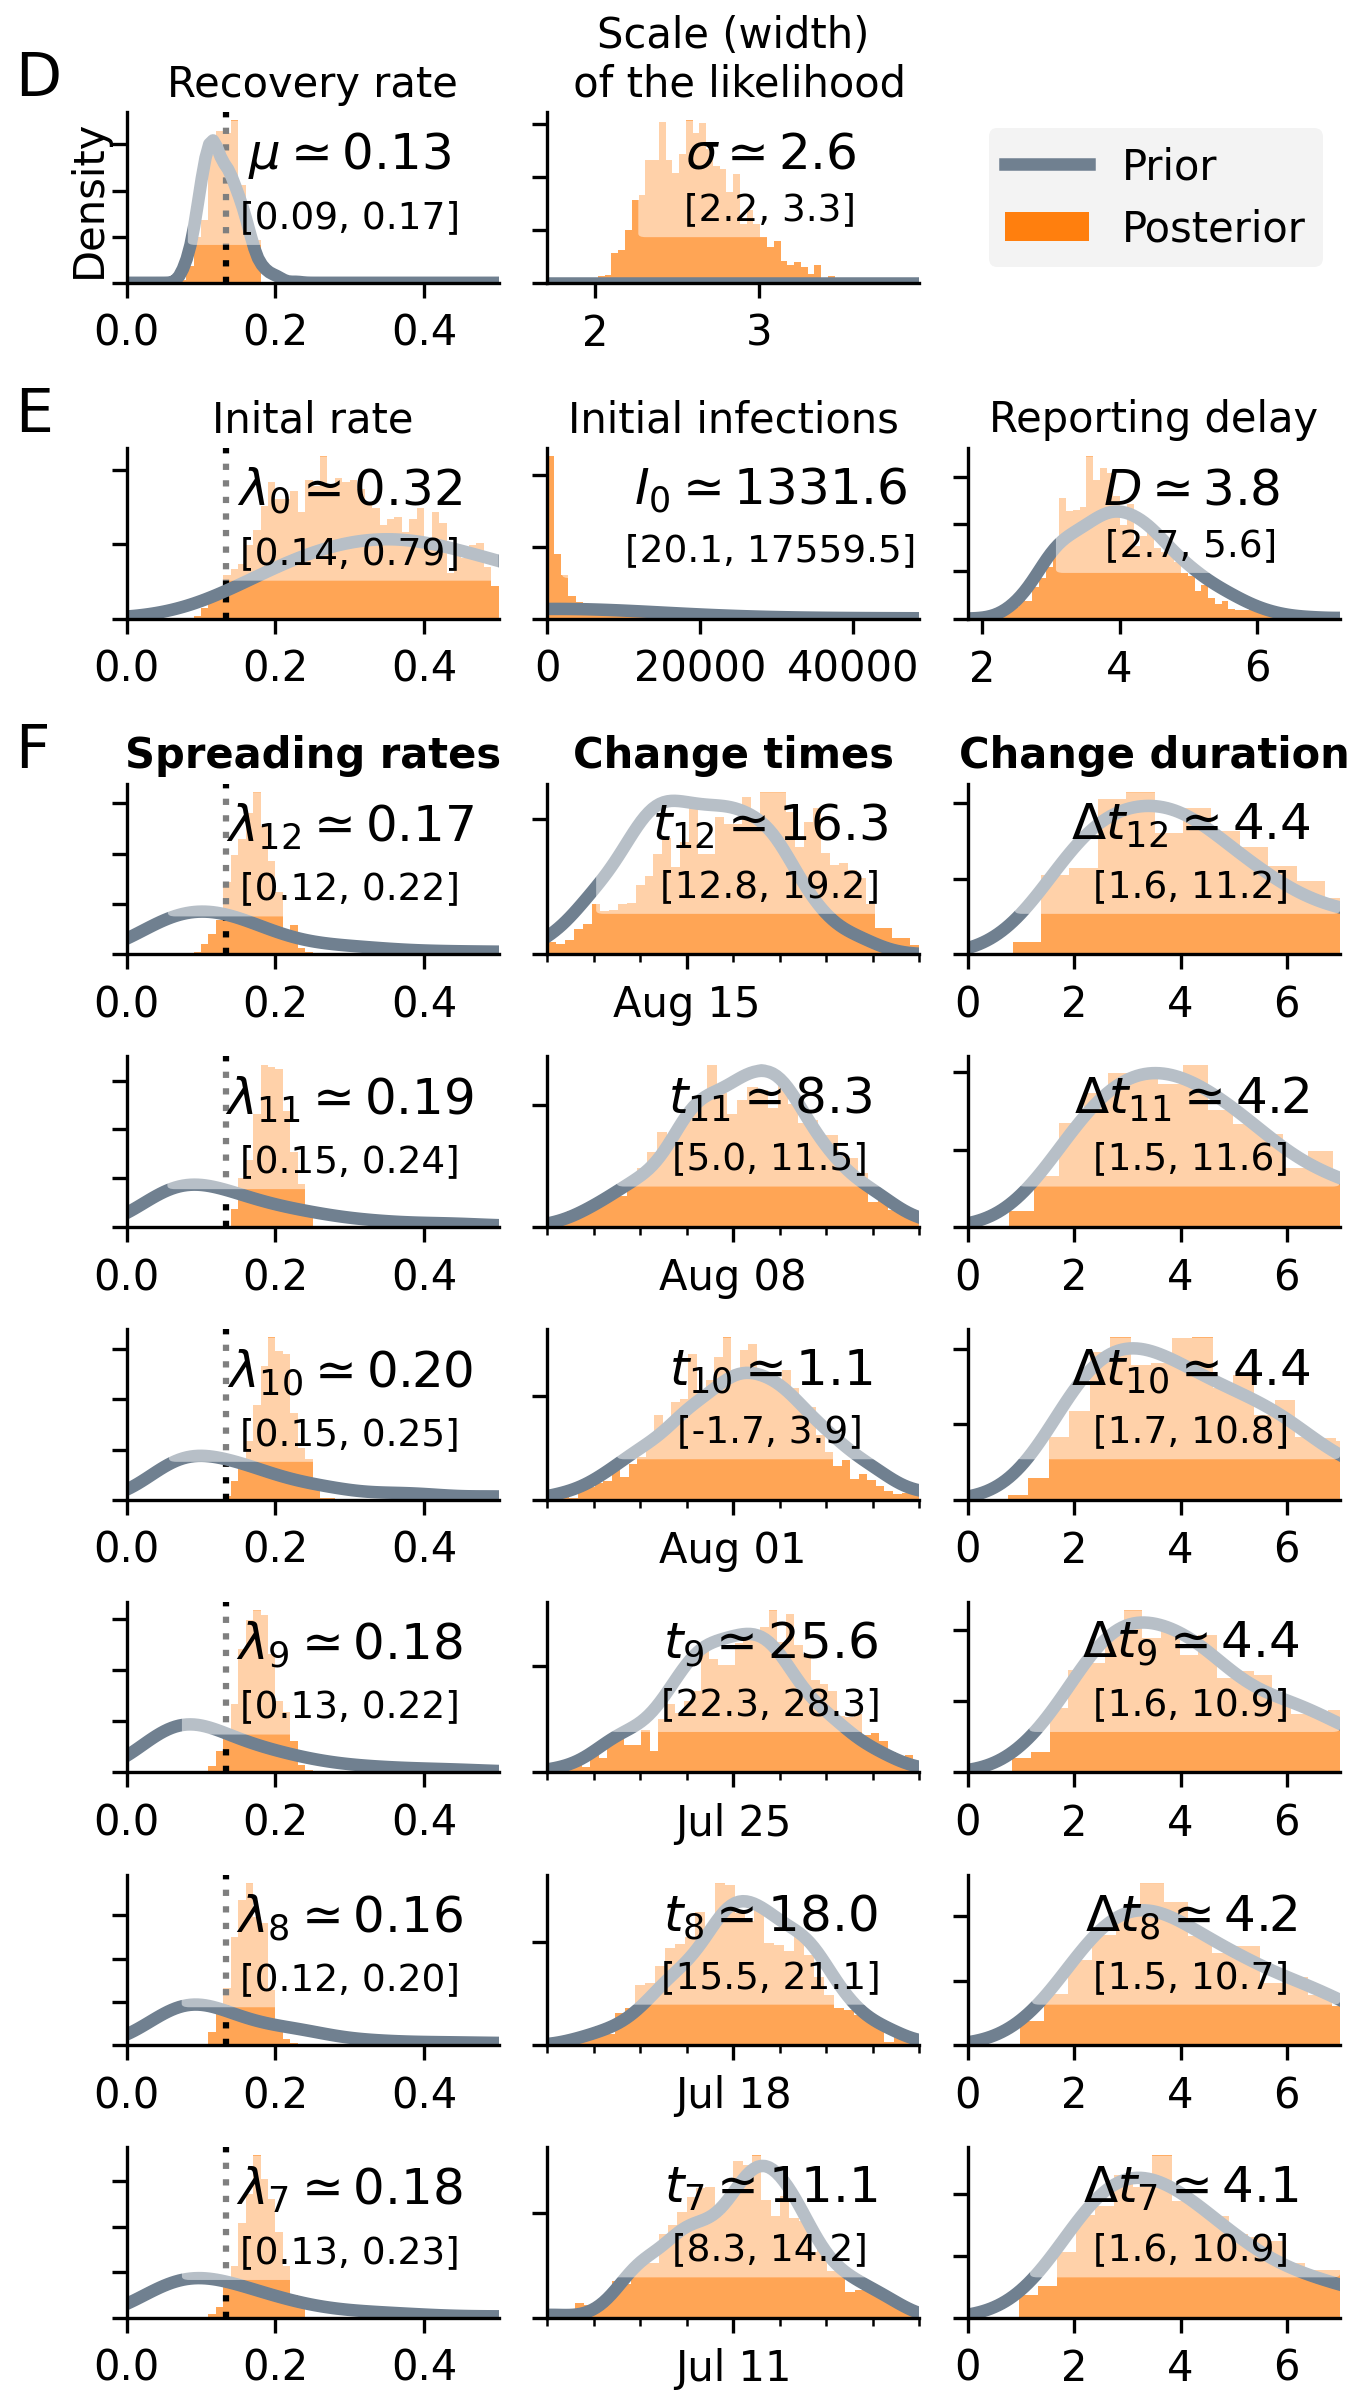 D
Recovery rate
Scale (width)
of the likelihood
Density
μ ≃ 0.13
[0.09, 0.17]
0.0 0.2 0.4
σ ≃ 2.6
[2.2, 3.3]
2 3
Prior
Posterior
E
Inital rate
λ0 ≃ 0.32
[0.14, 0.79]
0.0 0.2 0.4
Initial infections
I0 ≃ 1331.6
[20.1, 17559.5]
0 20000 40000
Reporting delay
D ≃ 3.8
[2.7, 5.6]
2 4 6
F
Spreading rates
Change times
Change duration
λ12 ≃ 0.17
[0.12, 0.22]
0.0 0.2 0.4
t12 ≃ 16.3
[12.8, 19.2]
Aug 15
Δt12 ≃ 4.4
[1.6, 11.2]
0 2 4 6
λ11 ≃ 0.19
[0.15, 0.24]
0.0 0.2 0.4
t11 ≃ 8.3
[5.0, 11.5]
Aug 08
Δt11 ≃ 4.2
[1.5, 11.6]
0 2 4 6
λ10 ≃ 0.20
[0.15, 0.25]
0.0 0.2 0.4
t10 ≃ 1.1
[-1.7, 3.9]
Aug 01
Δt10 ≃ 4.4
[1.7, 10.8]
0 2 4 6
λ9 ≃ 0.18
[0.13, 0.22]
0.0 0.2 0.4
t9 ≃ 25.6
[22.3, 28.3]
Jul 25
Δt9 ≃ 4.4
[1.6, 10.9]
0 2 4 6
λ8 ≃ 0.16
[0.12, 0.20]
0.0 0.2 0.4
t8 ≃ 18.0
[15.5, 21.1]
Jul 18
Δt8 ≃ 4.2
[1.5, 10.7]
0 2 4 6
λ7 ≃ 0.18
[0.13, 0.23]
0.0 0.2 0.4
t7 ≃ 11.1
[8.3, 14.2]
Jul 11
Δt7 ≃ 4.1
[1.6, 10.9]
0 2 4 6